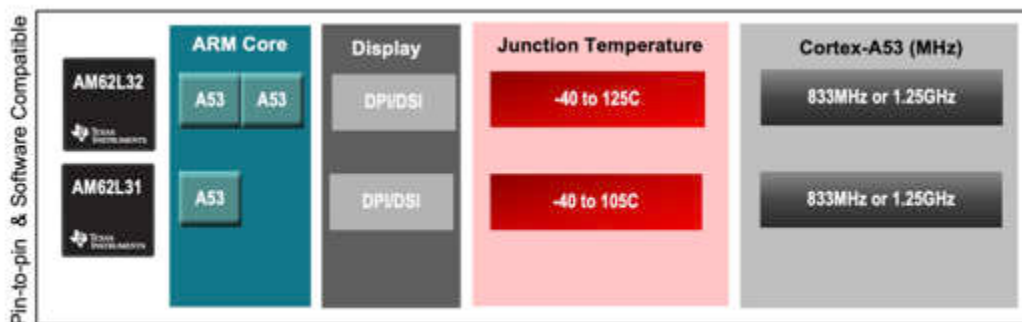 Pin-to-pin & Software Compatible
ARM Core
Display
Junction Temperature
Cortex-A53 (MHz)
AM62L32
TEXAS INSTRUMENTS
A53
A53
DPI/DSI
-40 to 125C
833MHz or 1.25GHz
AM62L31
TEXAS INSTRUMENTS
A53
DPI/DSI
-40 to 105C
833MHz or 1.25GHz